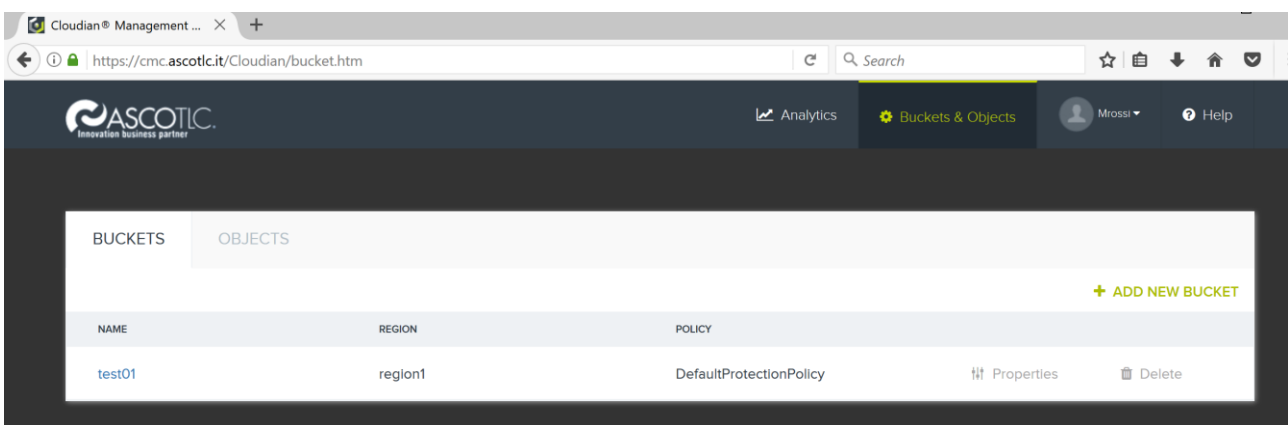 Cloudian® Management ...
https://cmc.ascotlc.it/Cloudian/bucket.htm Search
ASCOTLC.
Innovation business partner
Analytics Buckets & Objects Mrossi Help
BUCKETS OBJECTS
+ ADD NEW BUCKET
NAME REGION POLICY
test01 region1 DefaultProtectionPolicy Properties Delete